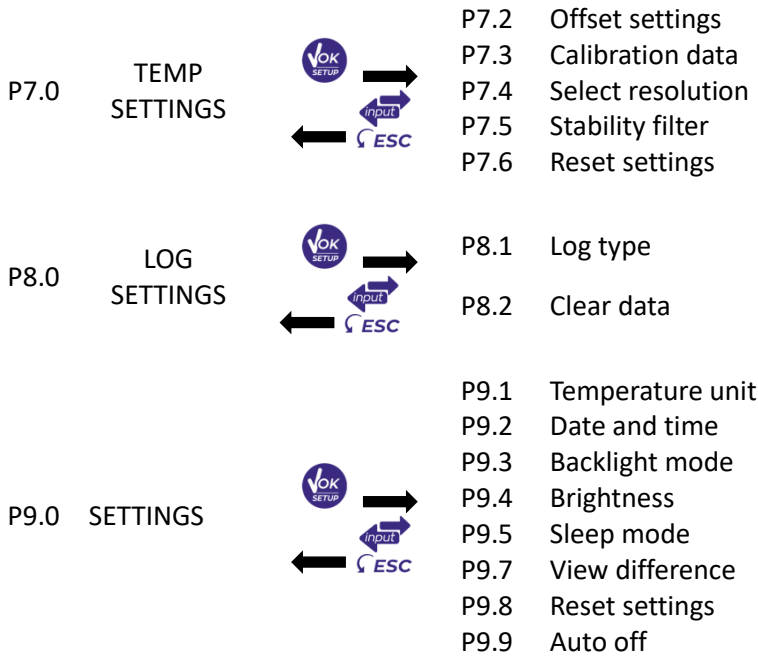 P7.0 TEMP SETTINGS
OK SETUP
input
ESC
P7.2 Offset settings
P7.3 Calibration data
P7.4 Select resolution
P7.5 Stability filter
P7.6 Reset settings
P8.0 LOG SETTINGS
OK SETUP
input
ESC
P8.1 Log type
P8.2 Clear data
P9.0 SETTINGS
OK SETUP
input
ESC
P9.1 Temperature unit
P9.2 Date and time
P9.3 Backlight mode
P9.4 Brightness
P9.5 Sleep mode
P9.7 View difference
P9.8 Reset settings
P9.9 Auto off